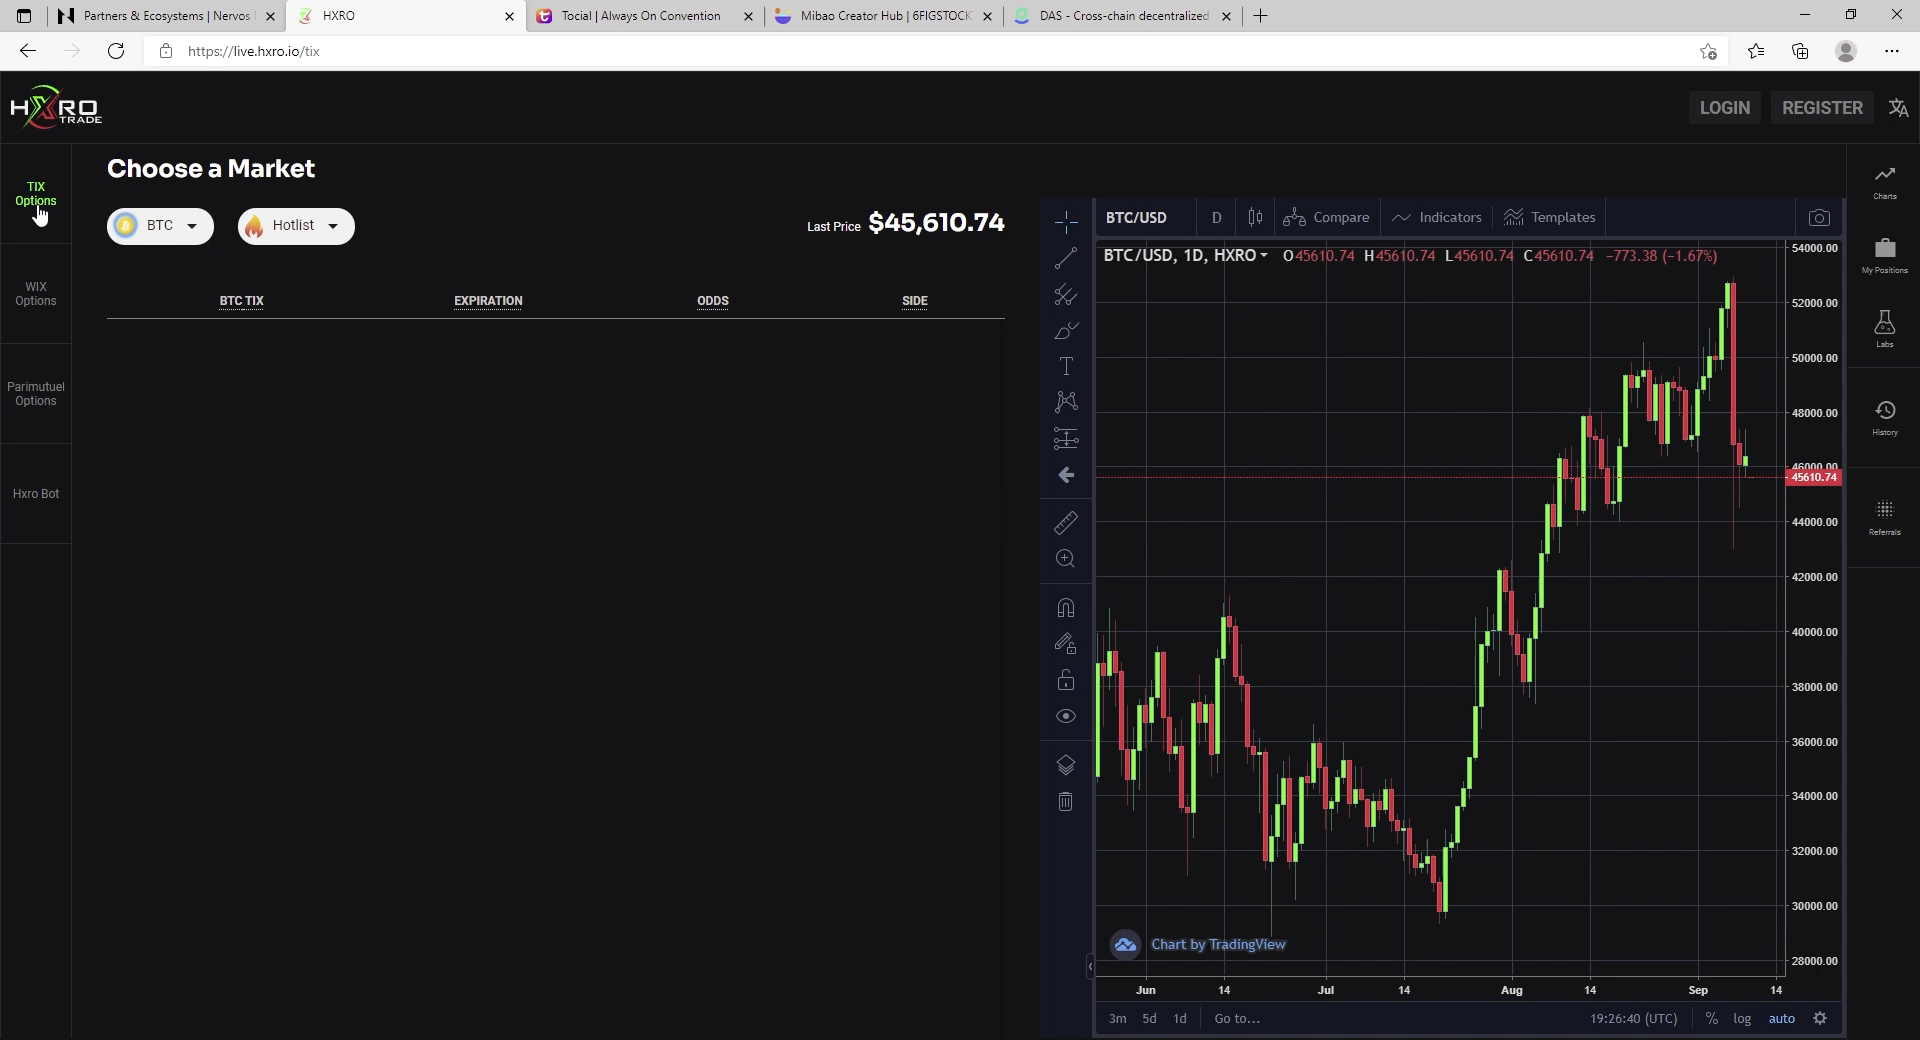 Partners & Ecosystems | Nervos
HXRO
Tocial | Always On Convention
Mibao Creator Hub | 6FIGSTOCK
DAS - Cross-chain decentralized
https://live.hxro.io/tix
HXRO
TRADE
LOGIN
REGISTER
TIX
Options
WIX
Options
Parimutuel
Options
Hxro Bot
Choose a Market
BTC
Hotlist
Last Price $45,610.74
BTC TIX
EXPIRATION
ODDS
SIDE
BTC/USD
D
Compare
Indicators
Templates
BTC/USD, 1D, HXRO
O45610.74 H45610.74 L45610.74 C45610.74 −773.38 (−1.67%)
54000.00
52000.00
50000.00
48000.00
46000.00
45610.74
44000.00
42000.00
40000.00
38000.00
36000.00
34000.00
32000.00
30000.00
28000.00
Chart by TradingView
Jun
14
Jul
14
Aug
14
Sep
14
3m
5d
1d
Go to...
19:26:40 (UTC)
%
log
auto
Charts
My Positions
Labs
History
Referrals